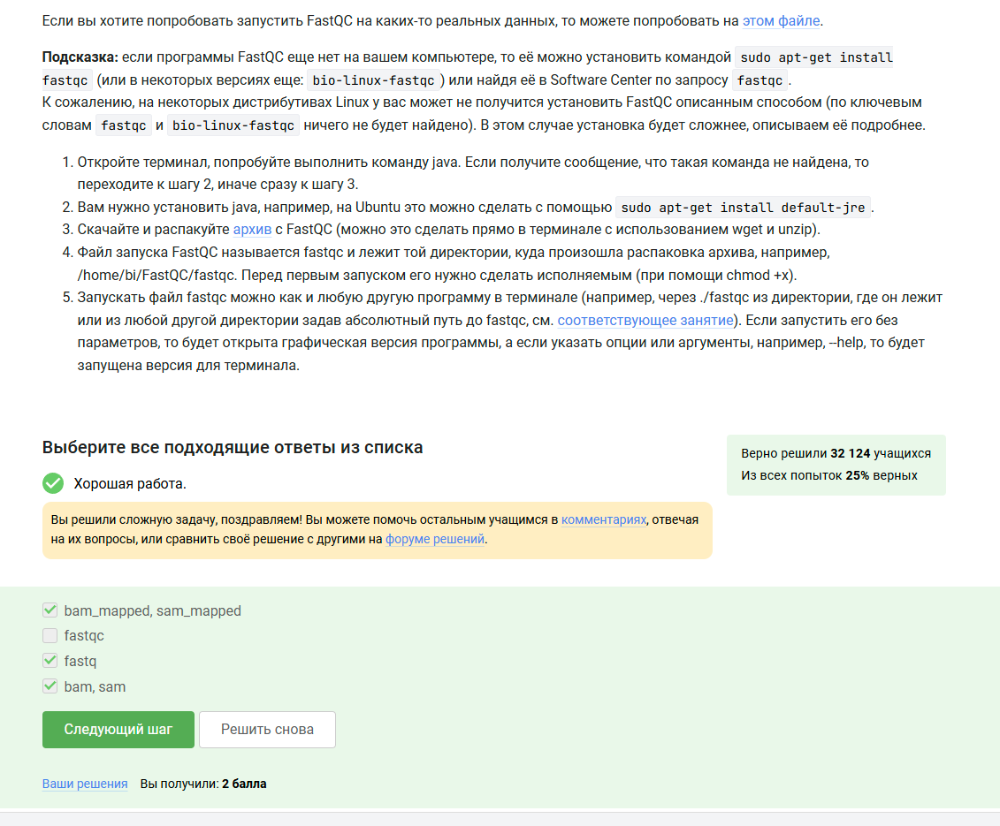 Если вы хотите попробовать запустить FastQC на каких-то реальных данных, то можете попробовать на этом файле.
Подсказка: если программы FastQC еще нет на вашем компьютере, то её можно установить командой sudo apt-get install
fastqc (или в некоторых версиях еще: bio-linux-fastqc ) или найдя её в Software Center по запросу fastqc .
К сожалению, на некоторых дистрибутивах Linux у вас может не получится установить FastQC описанным способом (по ключевым
словам fastqc и bio-linux-fastqc ничего не будет найдено). В этом случае установка будет сложнее, описываем её подробнее.
1. Откройте терминал, попробуйте выполнить команду java. Если получите сообщение, что такая команда не найдена, то
переходите к шагу 2, иначе сразу к шагу 3.
2. Вам нужно установить java, например, на Ubuntu это можно сделать с помощью sudo apt-get install default-jre .
3. Скачайте и распакуйте архив с FastQC (можно это сделать прямо в терминале с использованием wget и unzip).
4. Файл запуска FastQC называется fastqc и лежит той директории, куда произошла распаковка архива, например,
/home/bi/FastQC/fastqc. Перед первым запуском его нужно сделать исполняемым (при помощи chmod +x).
5. Запускать файл fastqc можно как и любую другую программу в терминале (например, через ./fastqc из директории, где он лежит
или из любой другой директории задав абсолютный путь до fastqc, см. соответствующее занятие). Если запустить его без
параметров, то будет открыта графическая версия программы, а если указать опции или аргументы, например, --help, то будет
запущена версия для терминала.
Выберите все подходящие ответы из списка
Верно решили 32 124 учащихся
Из всех попыток 25% верных
Хорошая работа.
Вы решили сложную задачу, поздравляем! Вы можете помочь остальным учащимся в комментариях, отвечая
на их вопросы, или сравнить своё решение с другими на форуме решений.
bam_mapped, sam_mapped
fastqc
fastq
bam, sam
Следующий шаг
Решить снова
Ваши решения Вы получили: 2 балла